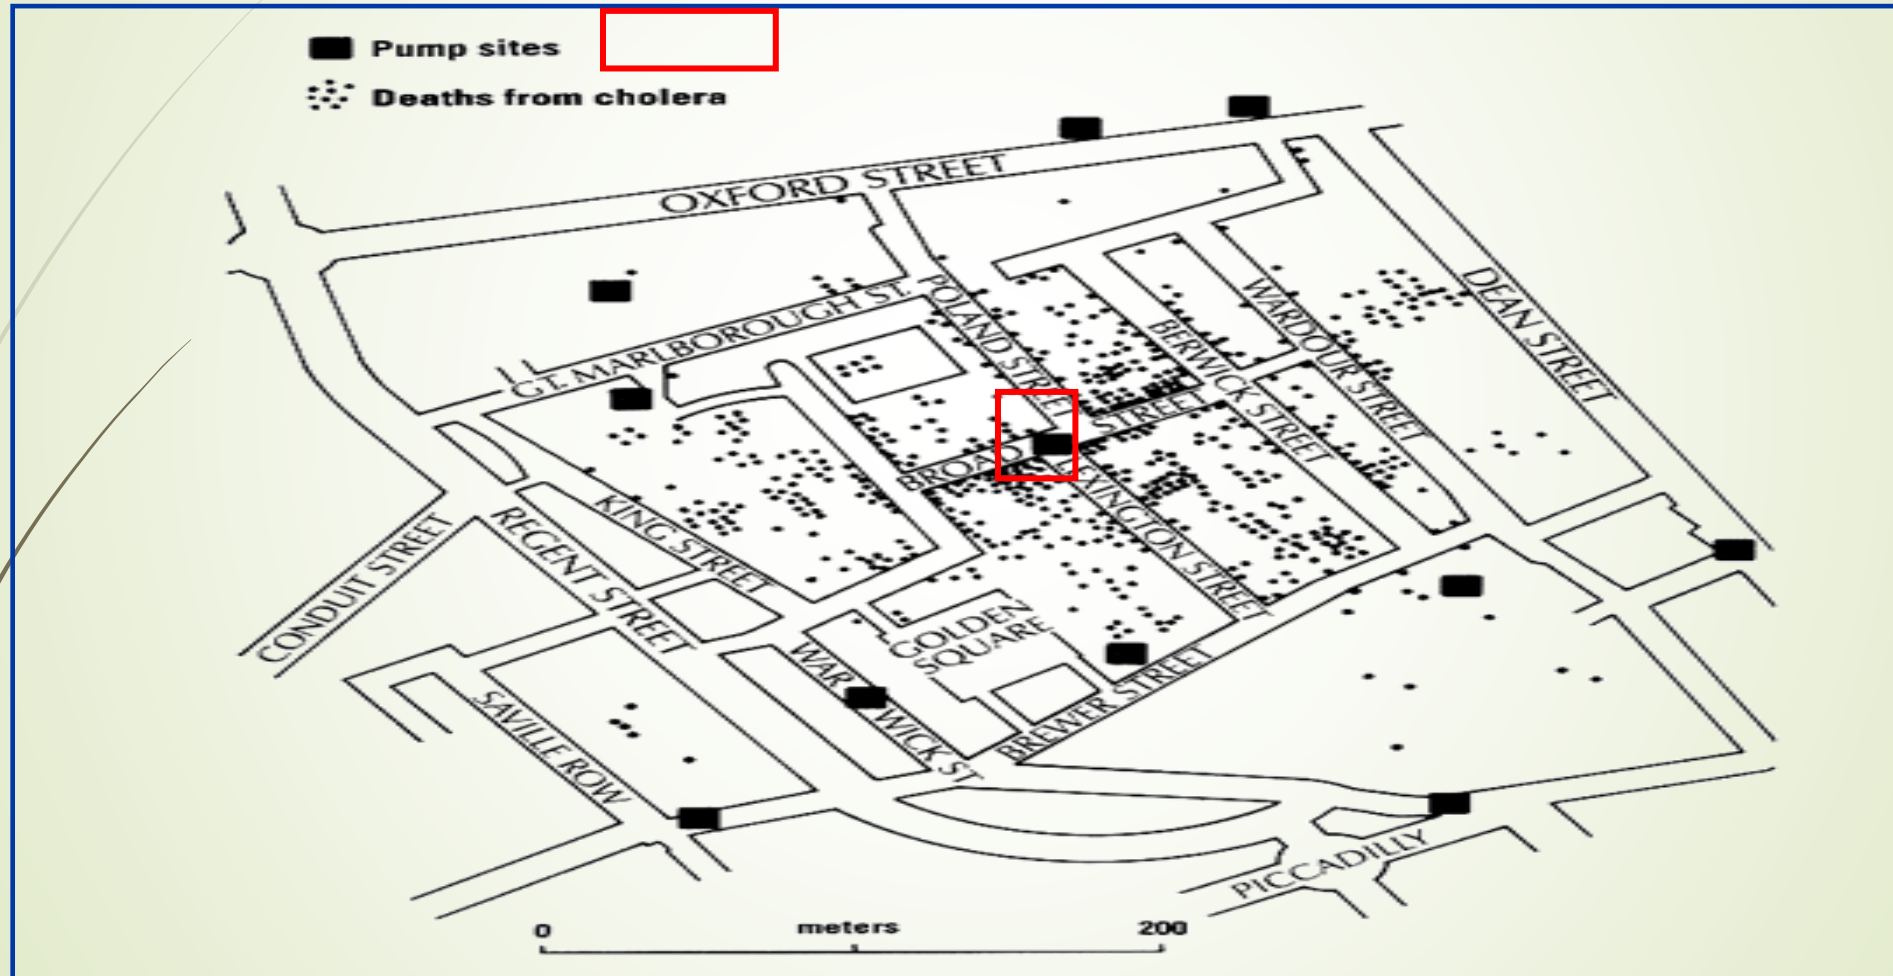 Pump sites
Deaths from cholera
OXFORD STREET
GT. MARLBOROUGH ST.
POLAND STREET
BERWICK STREET
WARDOUR STREET
DEAN STREET
BROAD STREET
LEXINGTON STREET
KING STREET
REGENT STREET
CONDUIT STREET
GOLDEN
SQUARE
WARWICK ST
BREWER STREET
SAVILLE ROW
PICCADILLY
0 meters 200